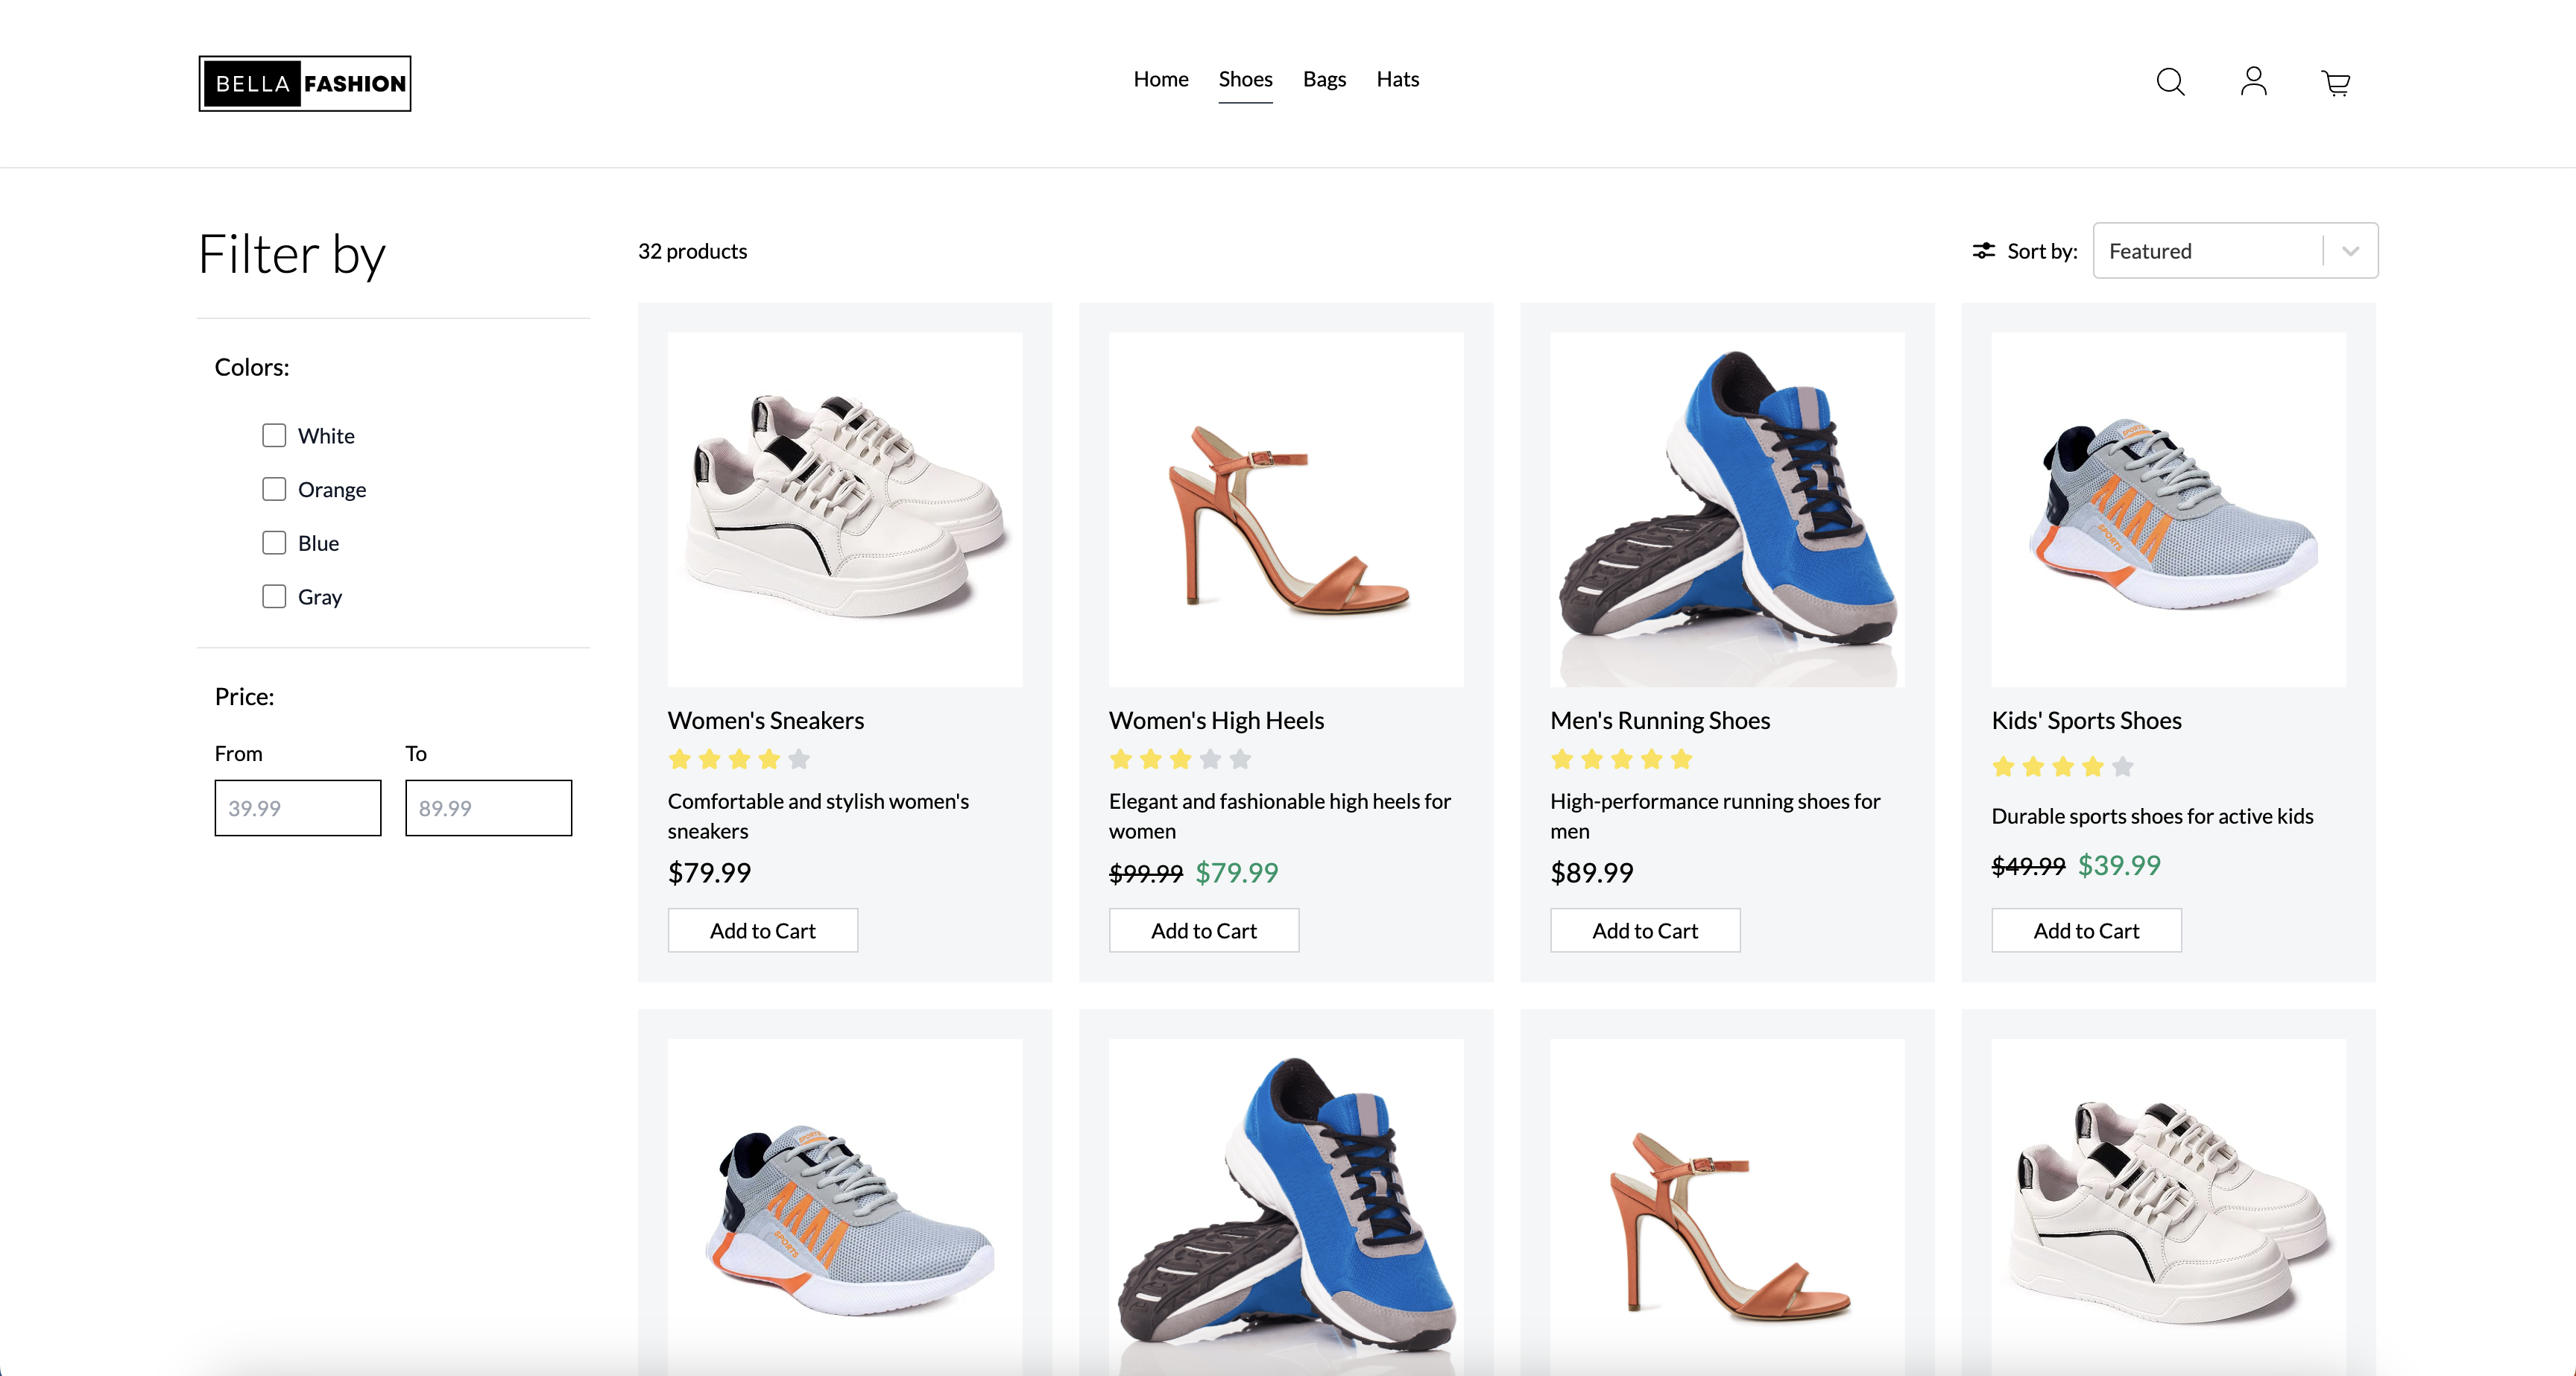 BELLA FASHION
Home Shoes Bags Hats
Filter by
32 products
Sort by: Featured
Colors:
White
Orange
Blue
Gray
Price:
From To
39.99 89.99
SPORTS
SPORTS
Women's Sneakers
Comfortable and stylish women's
sneakers
$79.99
Add to Cart
Women's High Heels
Elegant and fashionable high heels for
women
$99.99 $79.99
Add to Cart
Men's Running Shoes
High-performance running shoes for
men
$89.99
Add to Cart
Kids' Sports Shoes
Durable sports shoes for active kids
$49.99 $39.99
Add to Cart
SPORTS
SPORTS